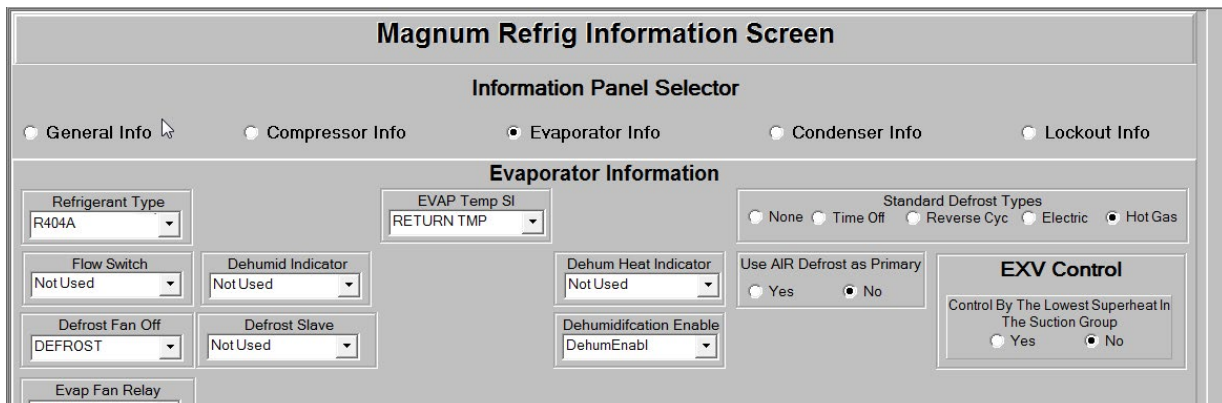 Magnum Refrig Information Screen
Information Panel Selector
General Info Compressor Info Evaporator Info Condenser Info Lockout Info
Evaporator Information
Refrigerant Type
R404A
EVAP Temp SI
RETURN TMP
Standard Defrost Types
None Time Off Reverse Cyc Electric Hot Gas
Flow Switch
Not Used
Dehumid Indicator
Not Used
Dehum Heat Indicator
Not Used
Use AIR Defrost as Primary
Yes No
EXV Control
Control By The Lowest Superheat In
The Suction Group
Yes No
Defrost Fan Off
DEFROST
Defrost Slave
Not Used
Dehumidifcation Enable
DehumEnabl
Evap Fan Relay